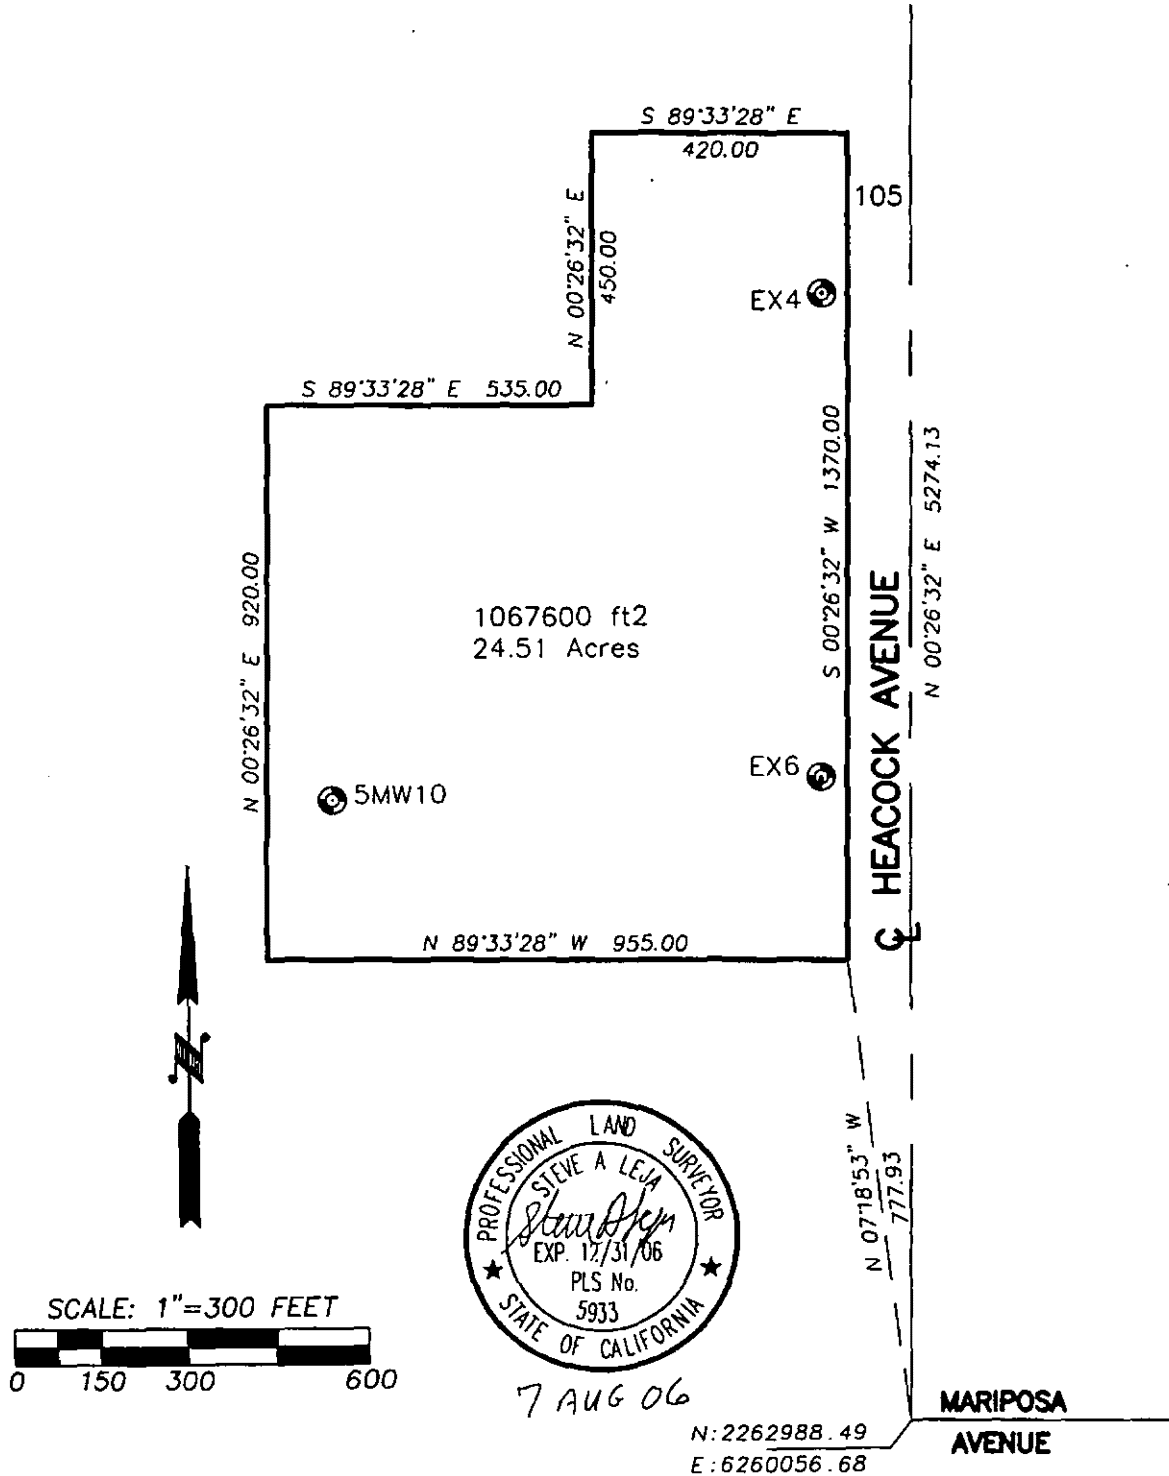 S 89°33'28" E
420.00
105
N 00°26'32" E
450.00
EX4
S 89°33'28" E 535.00
S 00°26'32" W 1370.00
N 00°26'32" E 5274.13
N 00°26'32" E 920.00
1067600 ft2
24.51 Acres
HEACOCK AVENUE
EX6
5MW10
℄
N 89°33'28" W 955.00
N
N 07°18'53" W
777.93
PROFESSIONAL LAND SURVEYOR
STEVE A LEJA
EXP. 12/31/06
PLS No.
5933
STATE OF CALIFORNIA
7 AUG 06
SCALE: 1"=300 FEET
0 150 300 600
MARIPOSA
AVENUE
N:2262988.49
E:6260056.68